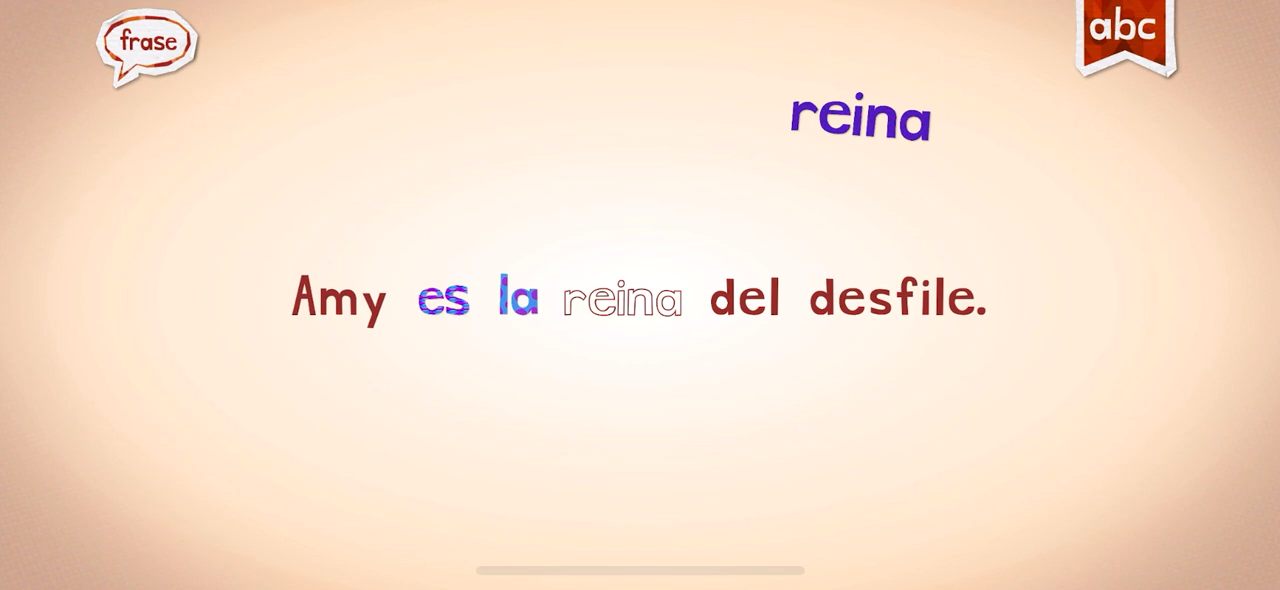 frase
abc
reina
Amy es la reina del desfile.